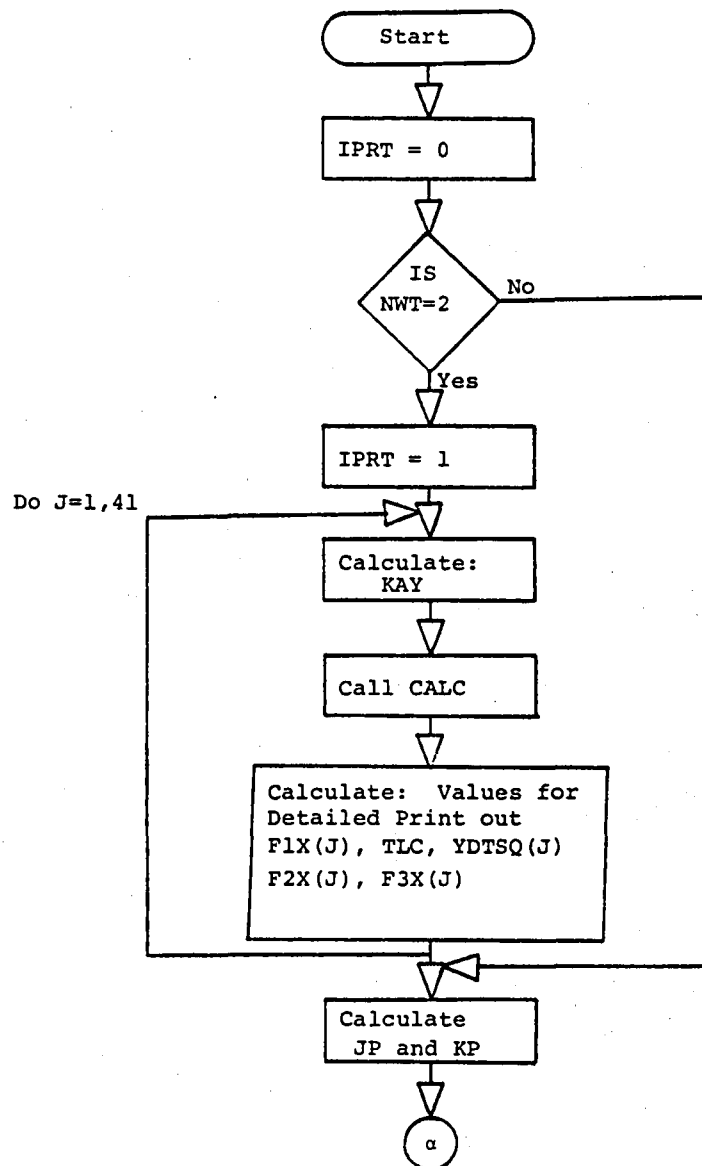 Start
IPRT = 0
IS
NWT=2
No
Yes
IPRT = 1
Do J=1,41
Calculate:
KAY
Call CALC
Calculate: Values for
Detailed Print out
F1X(J), TLC, YDTSQ(J)
F2X(J), F3X(J)
Calculate
JP and KP
α